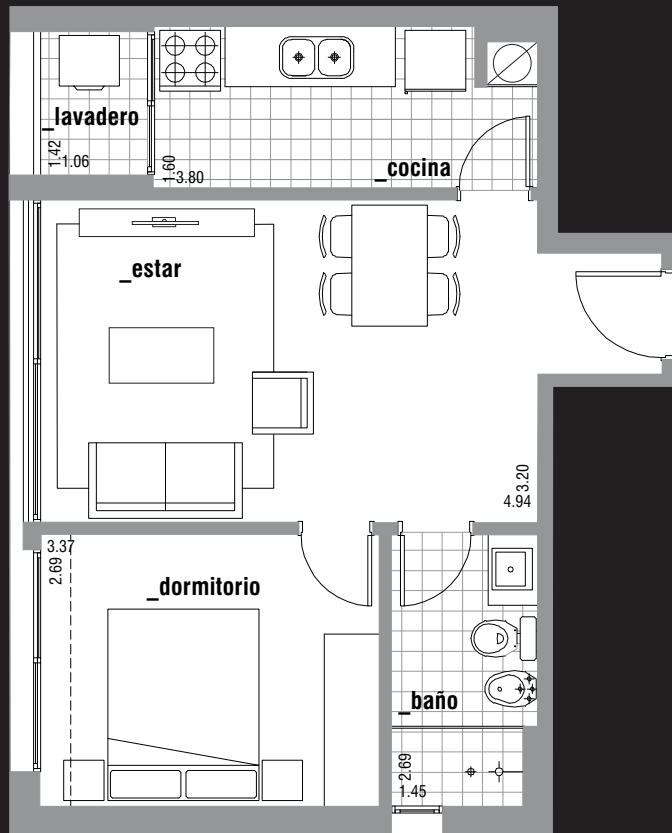 _lavadero
1.42
1.06
1.60
3.80
_cocina
_estar
3.20
4.94
3.37
2.69
_dormitorio
_baño
2.69
1.45